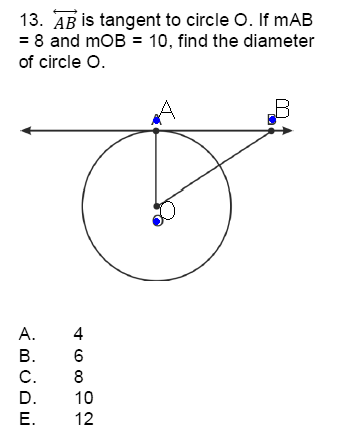 13. AB is tangent to circle O. If mAB
= 8 and mOB = 10, find the diameter
of circle O.
A B
O
A. 4
B. 6
C. 8
D. 10
E. 12